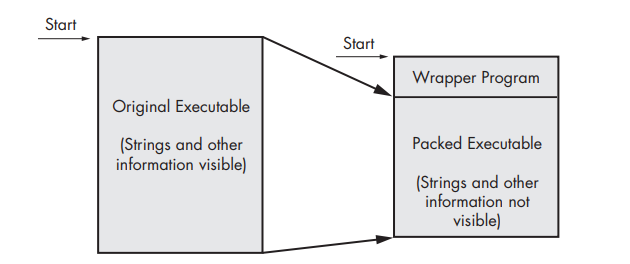 Start
Original Executable
(Strings and other
information visible)
Start
Wrapper Program
Packed Executable
(Strings and other
information not
visible)